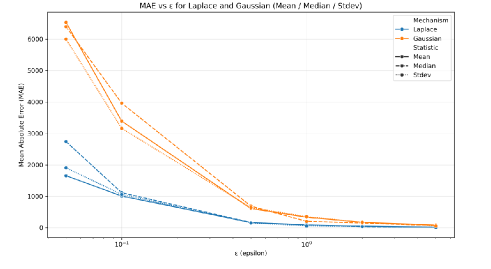 MAE vs ε for Laplace and Gaussian (Mean / Median / Stdev)
Mechanism
Laplace
Gaussian
Statistic
Mean
Median
Stdev
6000
5000
4000
3000
2000
1000
0
Mean Absolute Error (MAE)
10⁻¹
10⁰
ε (epsilon)